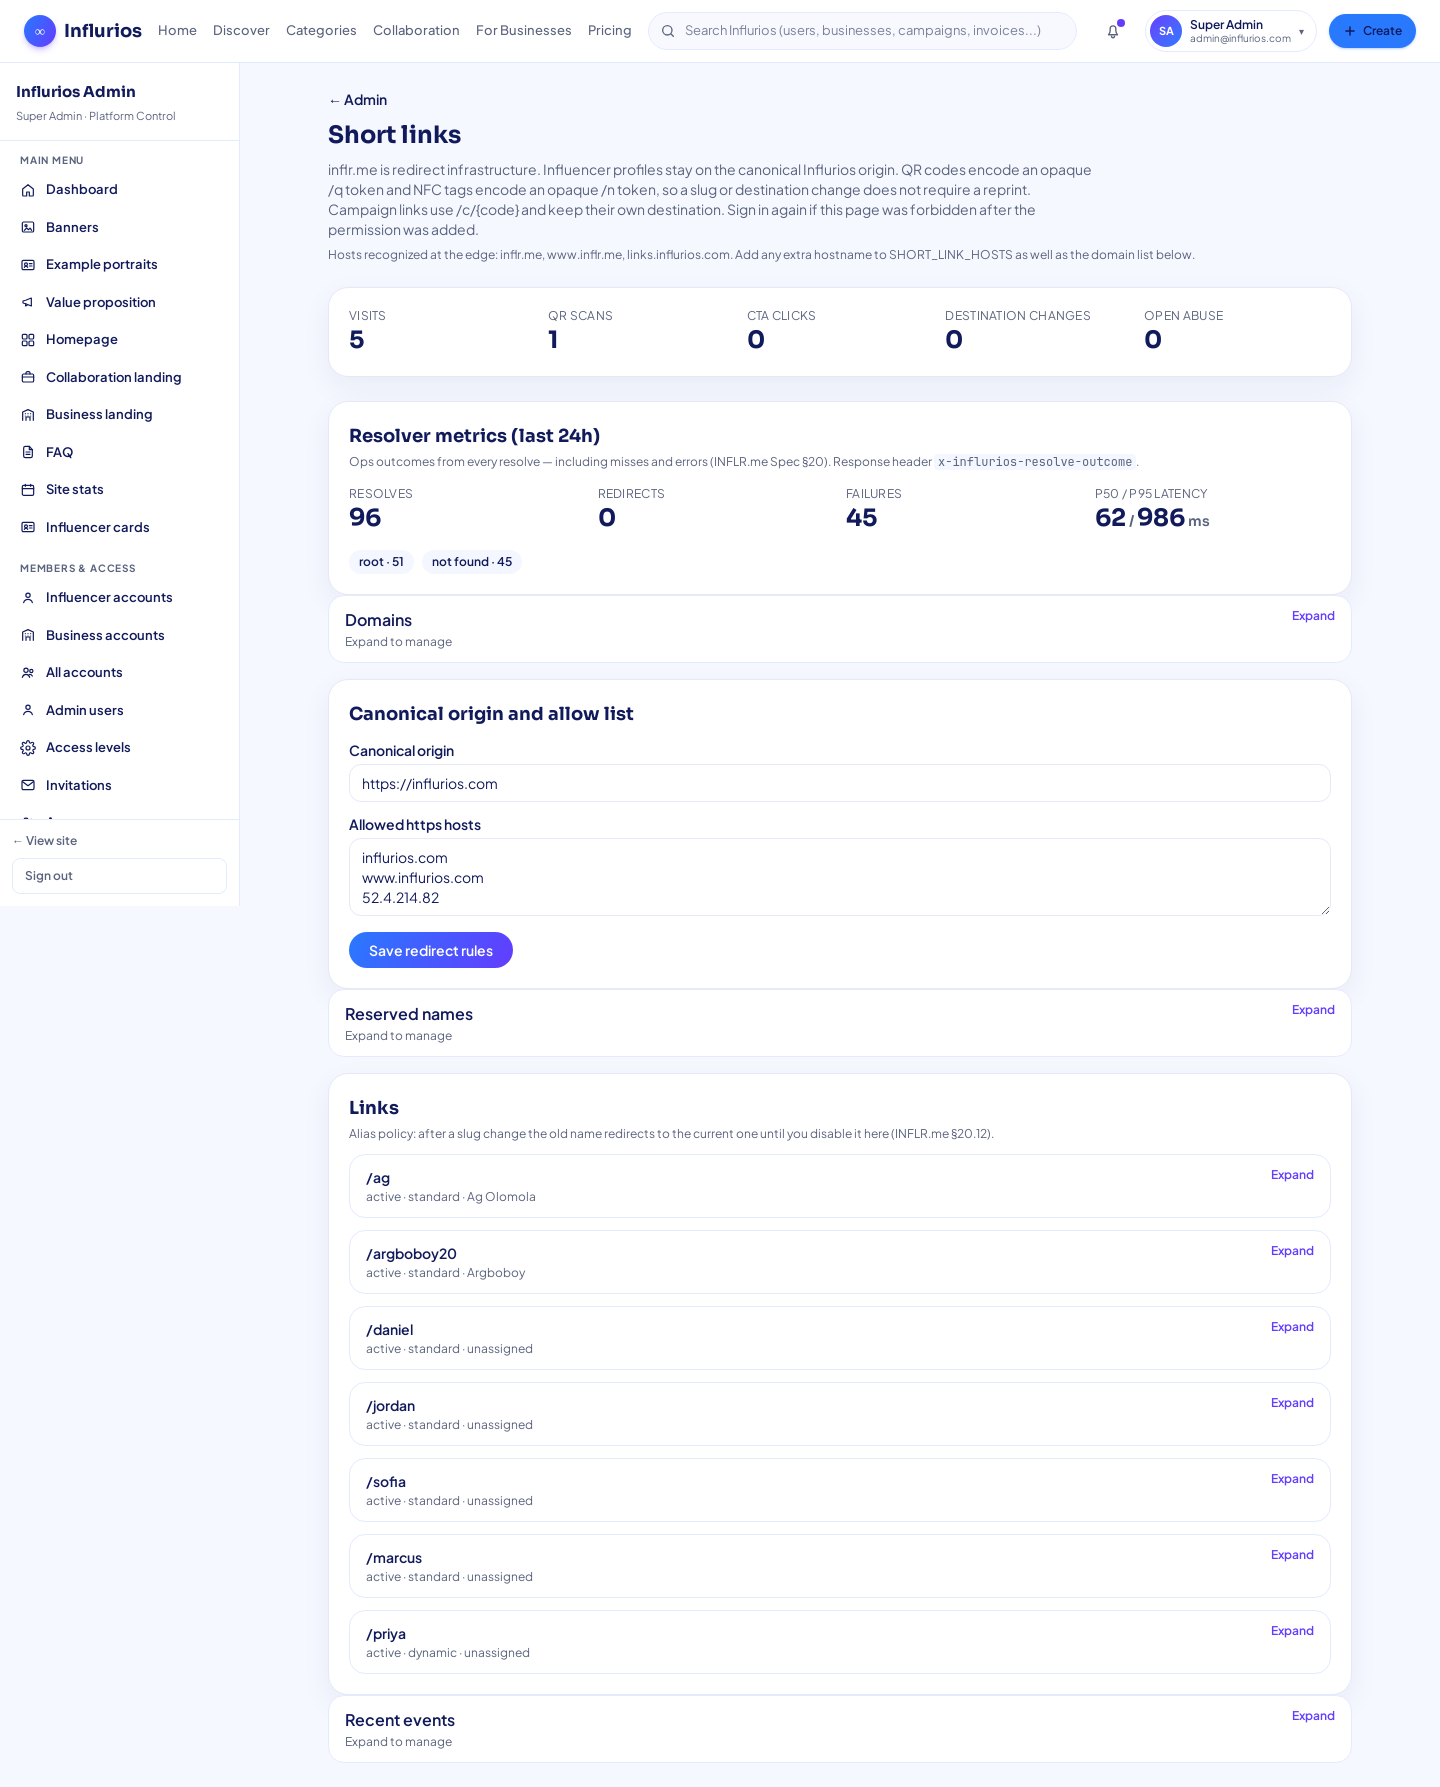 ∞ Influrios Home Discover Categories Collaboration For Businesses Pricing Search Influrios (users, businesses, campaigns, invoices...) SA Super Admin ▾ + Create
admin@influrios.com
Influrios Admin
Super Admin · Platform Control
MAIN MENU
Dashboard
Banners
Example portraits
Value proposition
Homepage
Collaboration landing
Business landing
FAQ
Site stats
Influencer cards
MEMBERS & ACCESS
Influencer accounts
Business accounts
All accounts
Admin users
Access levels
Invitations
← View site
Sign out
← Admin
Short links
inflr.me is redirect infrastructure. Influencer profiles stay on the canonical Influrios origin. QR codes encode an opaque
/q token and NFC tags encode an opaque /n token, so a slug or destination change does not require a reprint.
Campaign links use /c/{code} and keep their own destination. Sign in again if this page was forbidden after the
permission was added.
Hosts recognized at the edge: inflr.me, www.inflr.me, links.influrios.com. Add any extra hostname to SHORT_LINK_HOSTS as well as the domain list below.
VISITS QR SCANS CTA CLICKS DESTINATION CHANGES OPEN ABUSE
5 1 0 0 0
Resolver metrics (last 24h)
Ops outcomes from every resolve — including misses and errors (INFLR.me Spec §20). Response header x-influrios-resolve-outcome.
RESOLVES REDIRECTS FAILURES P50 / P95 LATENCY
96 0 45 62 / 986 ms
root · 51 not found · 45
Domains Expand
Expand to manage
Canonical origin and allow list
Canonical origin
https://influrios.com
Allowed https hosts
influrios.com
www.influrios.com
52.4.214.82
Save redirect rules
Reserved names Expand
Expand to manage
Links
Alias policy: after a slug change the old name redirects to the current one until you disable it here (INFLR.me §20.12).
/ag Expand
active · standard · Ag Olomola
/argboboy20 Expand
active · standard · Argboboy
/daniel Expand
active · standard · unassigned
/jordan Expand
active · standard · unassigned
/sofia Expand
active · standard · unassigned
/marcus Expand
active · standard · unassigned
/priya Expand
active · dynamic · unassigned
Recent events Expand
Expand to manage